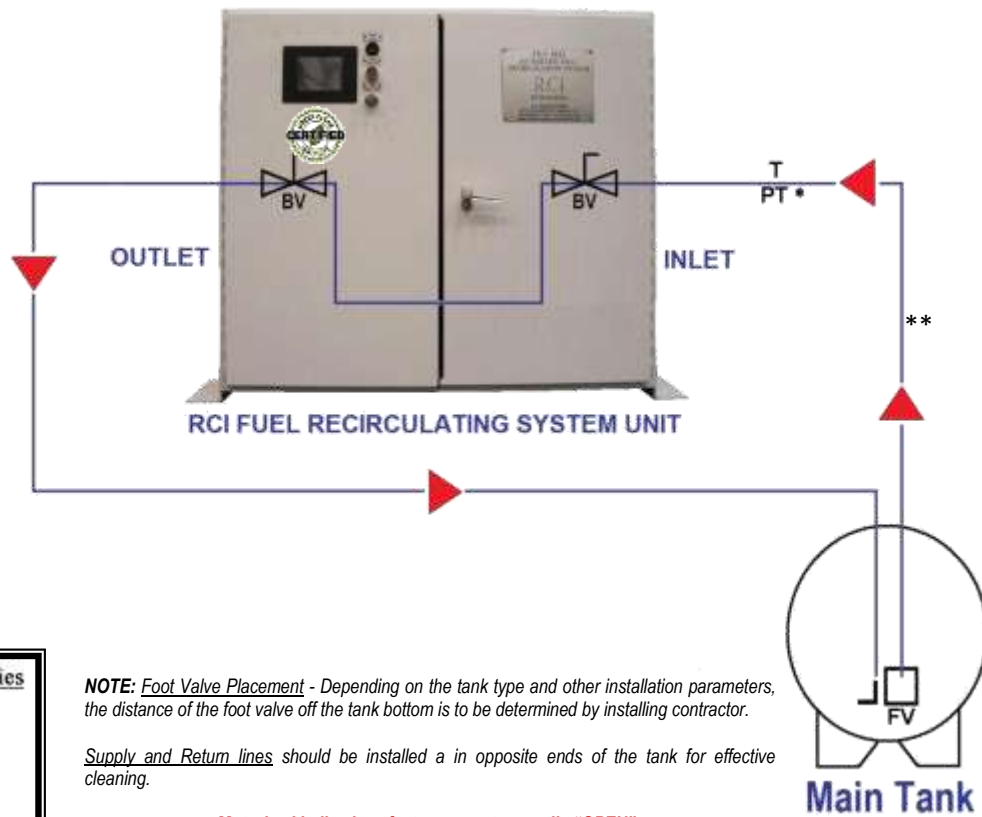 CERTIFIED
RCI
BV
BV
T
PT *
OUTLET
INLET
**
RCI FUEL RECIRCULATING SYSTEM UNIT
FV
Main Tank
ies
NOTE: Foot Valve Placement - Depending on the tank type and other installation parameters,
the distance of the foot valve off the tank bottom is to be determined by installing contractor.
Supply and Return lines should be installed a in opposite ends of the tank for effective
cleaning.